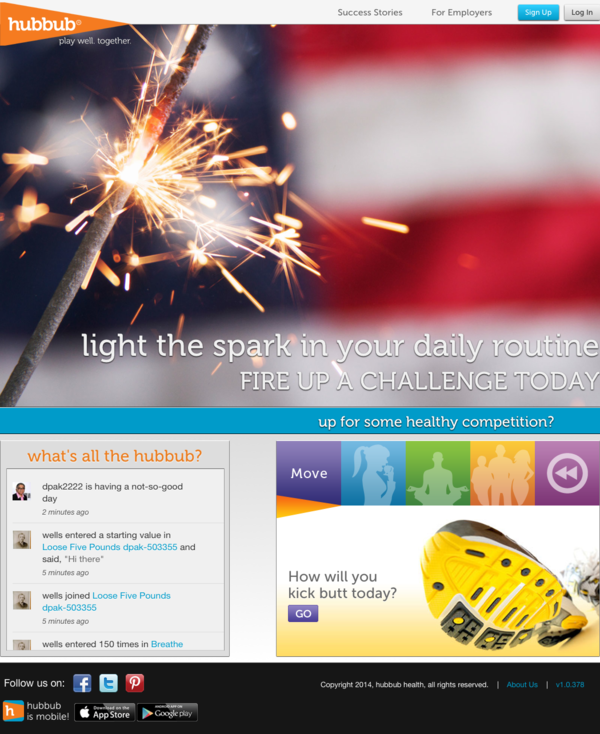 hubbub®
play well. together.
Success Stories
For Employers
Sign Up
Log In
light the spark in your daily routine
FIRE UP A CHALLENGE TODAY
up for some healthy competition?
what's all the hubbub?
dpak2222 is having a not-so-good
day
2 minutes ago
wells entered a starting value in
Loose Five Pounds dpak-503355 and
said, "Hi there"
5 minutes ago
wells joined Loose Five Pounds
dpak-503355
5 minutes ago
wells entered 150 times in Breathe
Move
How will you
kick butt today?
GO
Follow us on:
hubbub
is mobile!
Download on the
App Store
ANDROID APP ON
Google play
Copyright 2014, hubbub health, all rights reserved. | About Us | v1.0.378